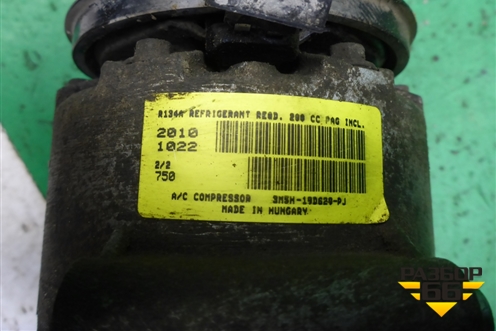 R134A REFRIGERANT REQD. 200 CC PAG INCL.
2010
1022
2/2
750
A/C COMPRESSOR 3M5H-19D629-PJ
MADE IN HUNGARY
РАЗБОР
66